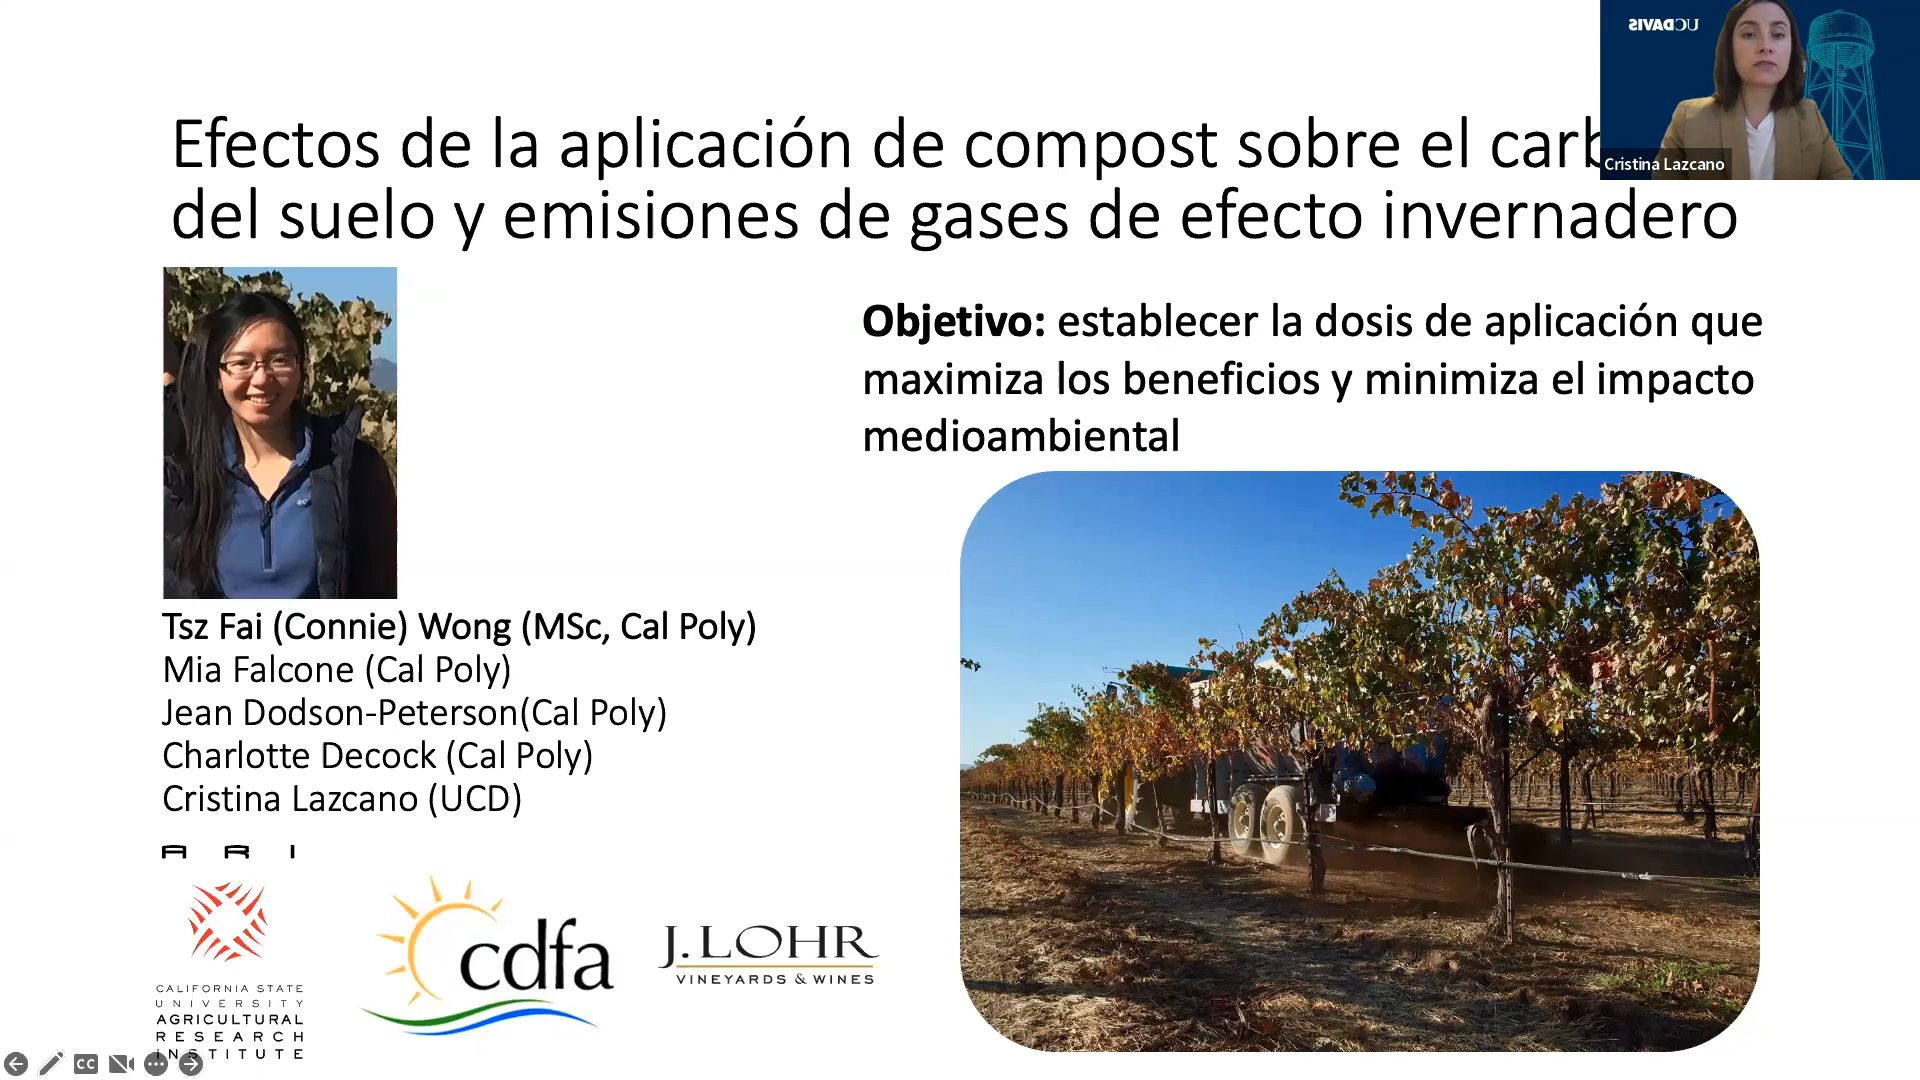 UCDAVIS
Cristina Lazcano
Efectos de la aplicación de compost sobre el carb
del suelo y emisiones de gases de efecto invernadero
Objetivo: establecer la dosis de aplicación que
maximiza los beneficios y minimiza el impacto
medioambiental
Tsz Fai (Connie) Wong (MSc, Cal Poly)
Mia Falcone (Cal Poly)
Jean Dodson-Peterson(Cal Poly)
Charlotte Decock (Cal Poly)
Cristina Lazcano (UCD)
ARI
CALIFORNIA STATE
UNIVERSITY
AGRICULTURAL
RESEARCH
INSTITUTE
cdfa
J. LOHR
VINEYARDS & WINES
CC